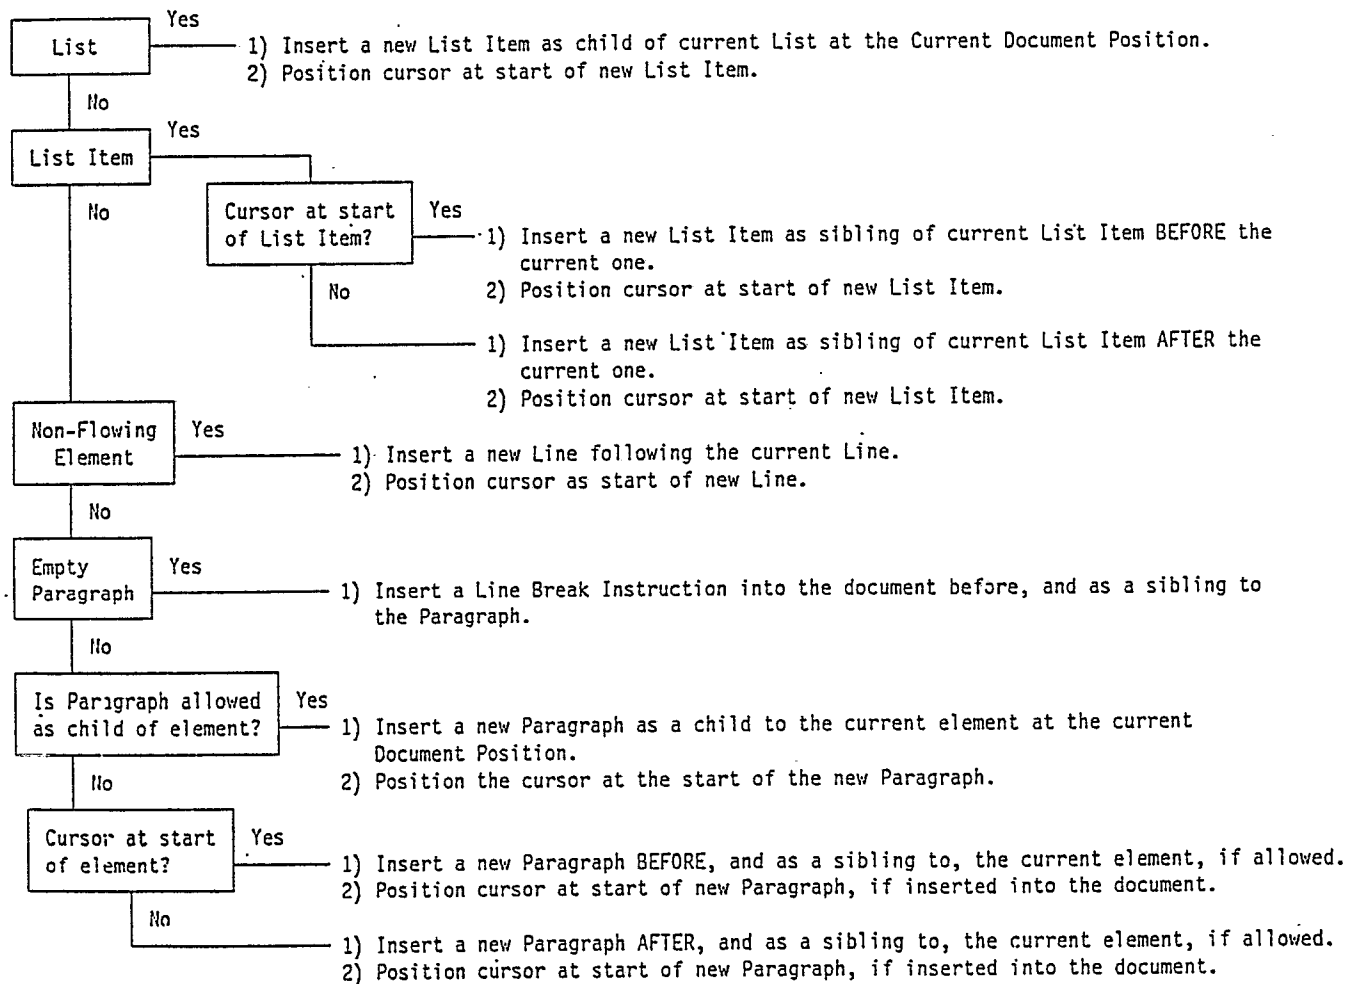 Yes
List
1) Insert a new List Item as child of current List at the Current Document Position.
2) Position cursor at start of new List Item.
No
Yes
List Item
No
Cursor at start
of List Item?
Yes
1) Insert a new List Item as sibling of current List Item BEFORE the
current one.
2) Position cursor at start of new List Item.
No
1) Insert a new List Item as sibling of current List Item AFTER the
current one.
2) Position cursor at start of new List Item.
Non-Flowing
Element
Yes
1) Insert a new Line following the current Line.
2) Position cursor as start of new Line.
No
Empty
Paragraph
Yes
1) Insert a Line Break Instruction into the document before, and as a sibling to
the Paragraph.
No
Is Paragraph allowed
as child of element?
Yes
1) Insert a new Paragraph as a child to the current element at the current
Document Position.
2) Position the cursor at the start of the new Paragraph.
No
Cursor at start
of element?
Yes
1) Insert a new Paragraph BEFORE, and as a sibling to, the current element, if allowed.
2) Position cursor at start of new Paragraph, if inserted into the document.
No
1) Insert a new Paragraph AFTER, and as a sibling to, the current element, if allowed.
2) Position cursor at start of new Paragraph, if inserted into the document.